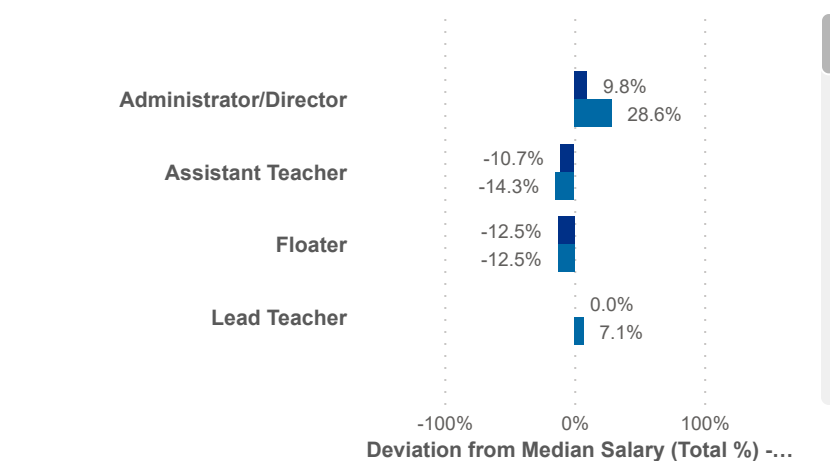 Administrator/Director
9.8%
28.6%
Assistant Teacher
-10.7%
-14.3%
Floater
-12.5%
-12.5%
Lead Teacher
0.0%
7.1%
-100%
0%
100%
Deviation from Median Salary (Total %) -…